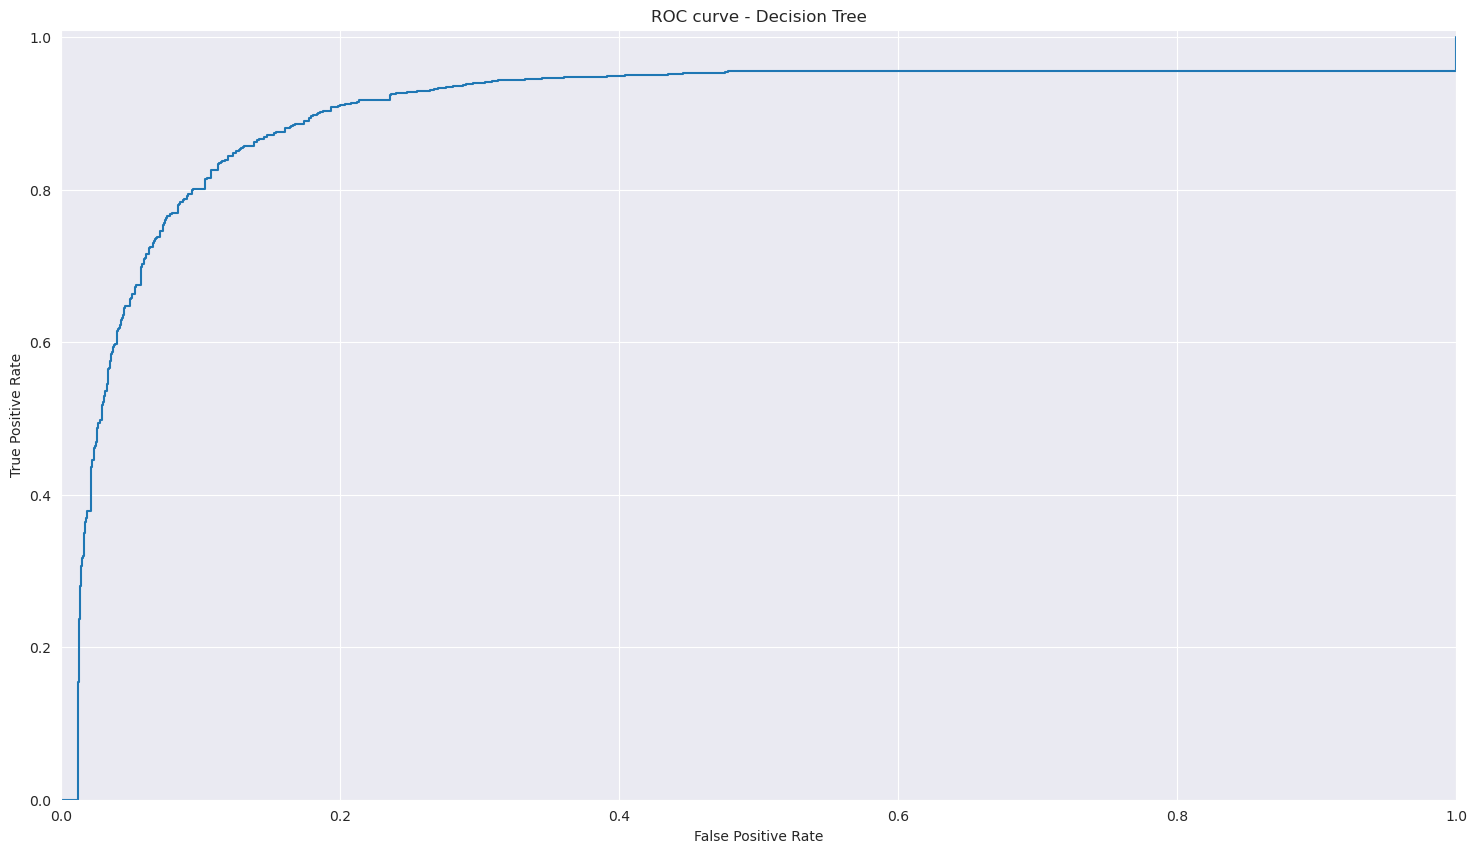 ROC curve - Decision Tree
1.0
0.8
0.6
0.4
0.2
0.0
True Positive Rate
0.0 0.2 0.4 0.6 0.8 1.0
False Positive Rate